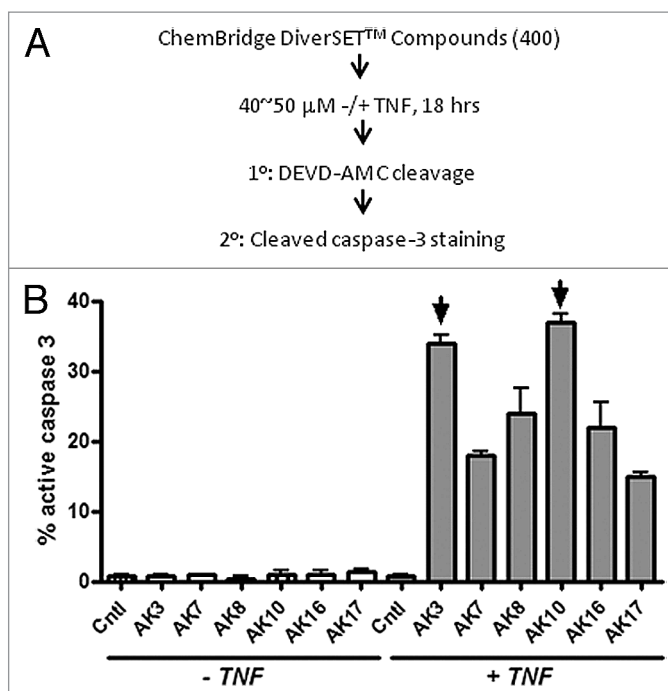 A
ChemBridge DiverSET™ Compounds (400)
40~50 µM -/+ TNF, 18 hrs
1º: DEVD-AMC cleavage
2º: Cleaved caspase-3 staining
B
% active caspase 3
40
30
20
10
0
Cntl AK3 AK7 AK8 AK10 AK16 AK17 Cntl AK3 AK7 AK8 AK10 AK16 AK17
- TNF + TNF